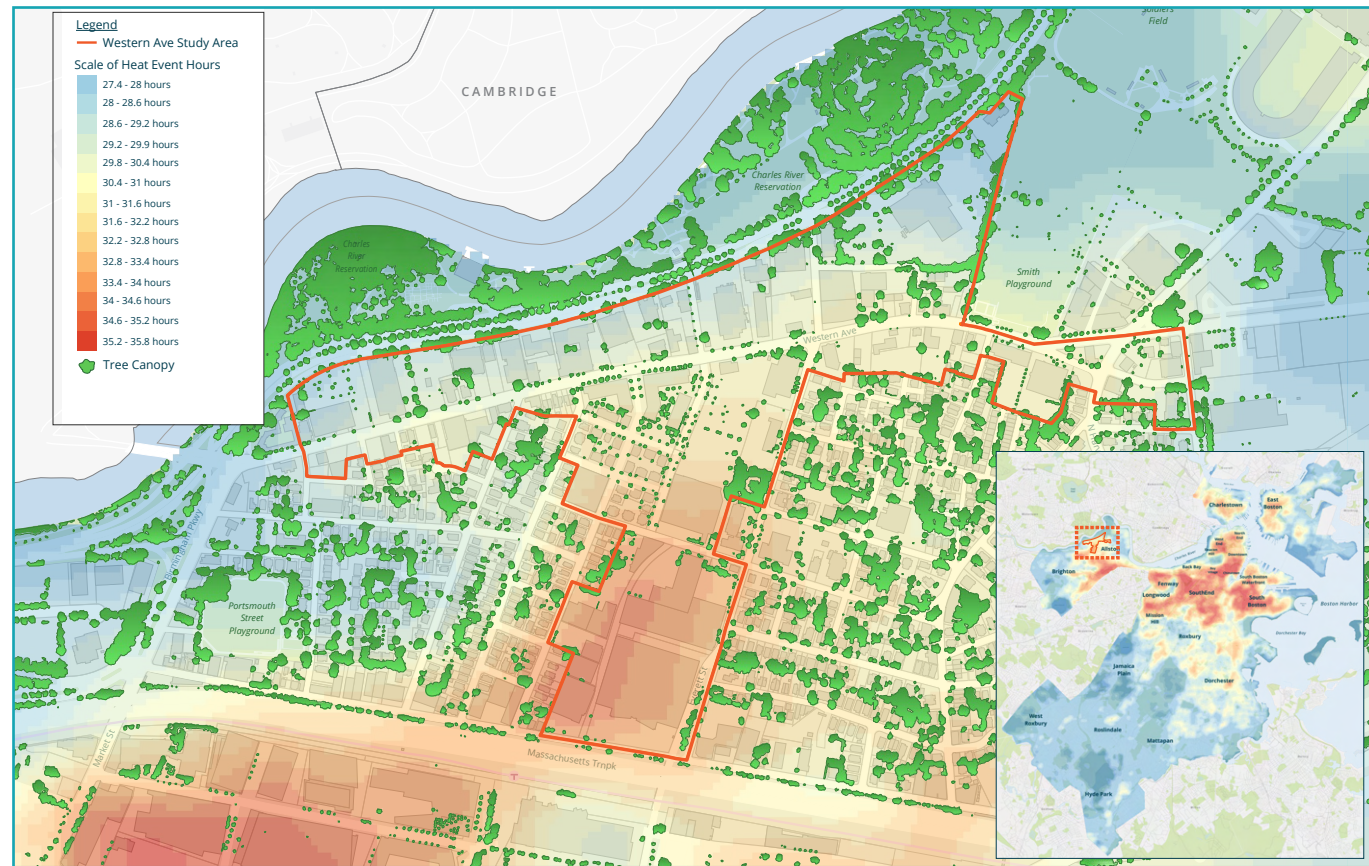 Legend
Western Ave Study Area
Scale of Heat Event Hours
27.4 - 28 hours
28 - 28.6 hours
28.6 - 29.2 hours
29.2 - 29.9 hours
29.8 - 30.4 hours
30.4 - 31 hours
31 - 31.6 hours
31.6 - 32.2 hours
32.2 - 32.8 hours
32.8 - 33.4 hours
33.4 - 34 hours
34 - 34.6 hours
34.6 - 35.2 hours
35.2 - 35.8 hours
Tree Canopy
CAMBRIDGE
Field
Charles River
Reservation
Charles
River
Reservation
Smith
Playground
Western Ave
Portsmouth
Street
Playground
Market St
Massachusetts Trnpk
T
Charlestown
East
Boston
Allston
Brighton
Back Bay
Fenway
Longwood
SouthEnd
South Boston
Waterfront
South
Boston
Mission
Hill
Roxbury
Boston Harbor
Dorchester Bay
Jamaica
Plain
Dorchester
West
Roxbury
Roslindale
Mattapan
Hyde Park